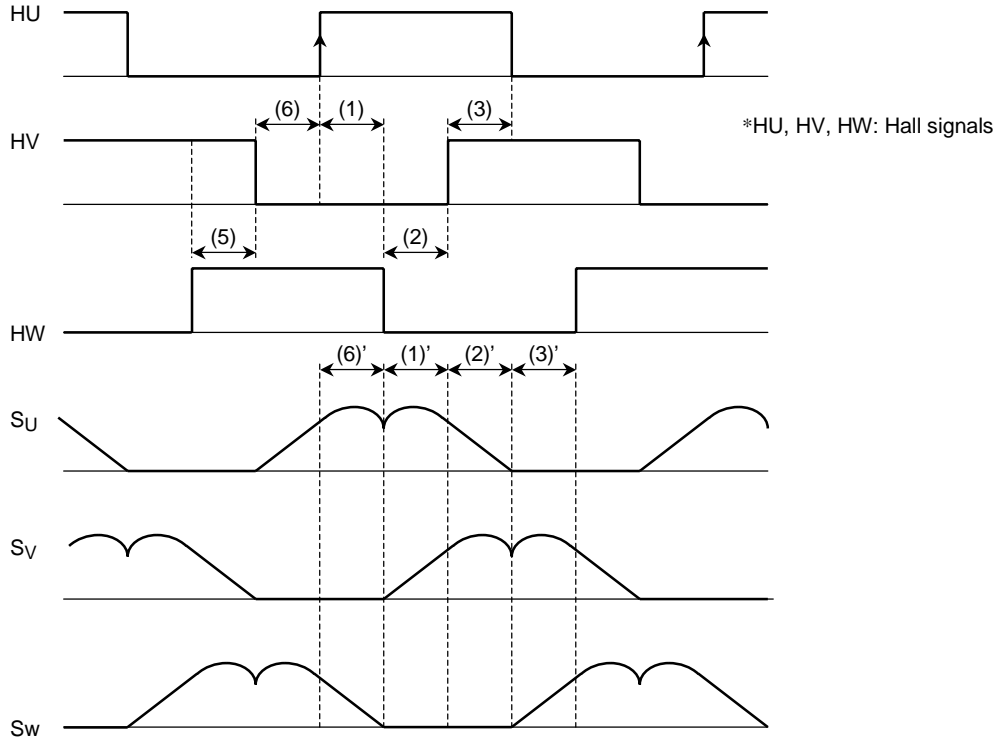 HU
(6) (1) (3)
HV
*HU, HV, HW: Hall signals
(5) (2)
HW
(6)’ (1)’ (2)’ (3)’
SU
SV
Sw